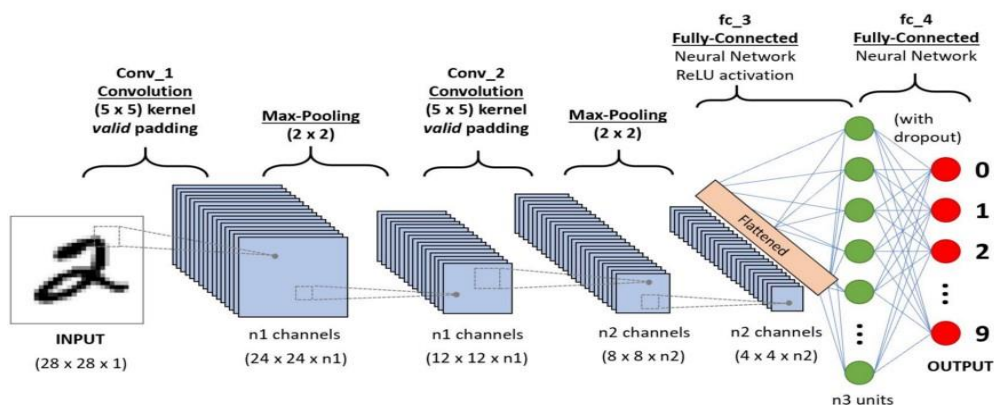 fc_3
Fully-Connected
Neural Network
ReLU activation
fc_4
Fully-Connected
Neural Network
Conv_1
Convolution
(5 x 5) kernel
valid padding
Max-Pooling
(2 x 2)
Conv_2
Convolution
(5 x 5) kernel
valid padding
Max-Pooling
(2 x 2)
(with
dropout)
Flattened
2
0
1
2
9
INPUT
(28 x 28 x 1)
n1 channels
(24 x 24 x n1)
n1 channels
(12 x 12 x n1)
n2 channels
(8 x 8 x n2)
n2 channels
(4 x 4 x n2)
OUTPUT
n3 units